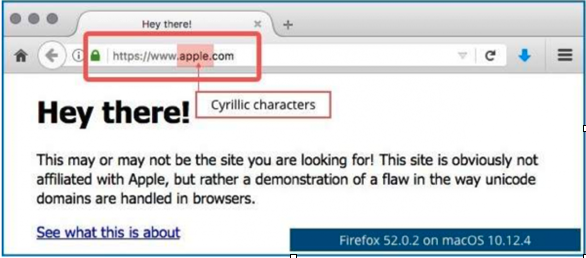 Hey there!
https://www.apple.com
Cyrillic characters
Hey there!
This may or may not be the site you are looking for! This site is obviously not
affiliated with Apple, but rather a demonstration of a flaw in the way unicode
domains are handled in browsers.
See what this is about
Firefox 52.0.2 on macOS 10.12.4